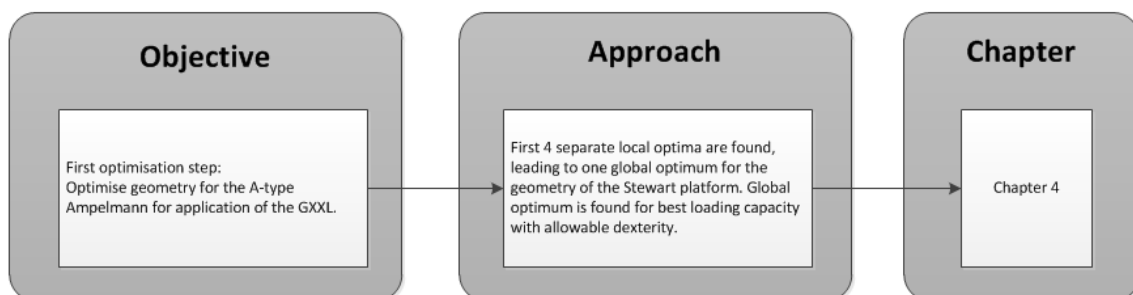 Objective
First optimisation step:
Optimise geometry for the A-type
Ampelmann for application of the GXXL.
Approach
First 4 separate local optima are found,
leading to one global optimum for the
geometry of the Stewart platform. Global
optimum is found for best loading capacity
with allowable dexterity.
Chapter
Chapter 4